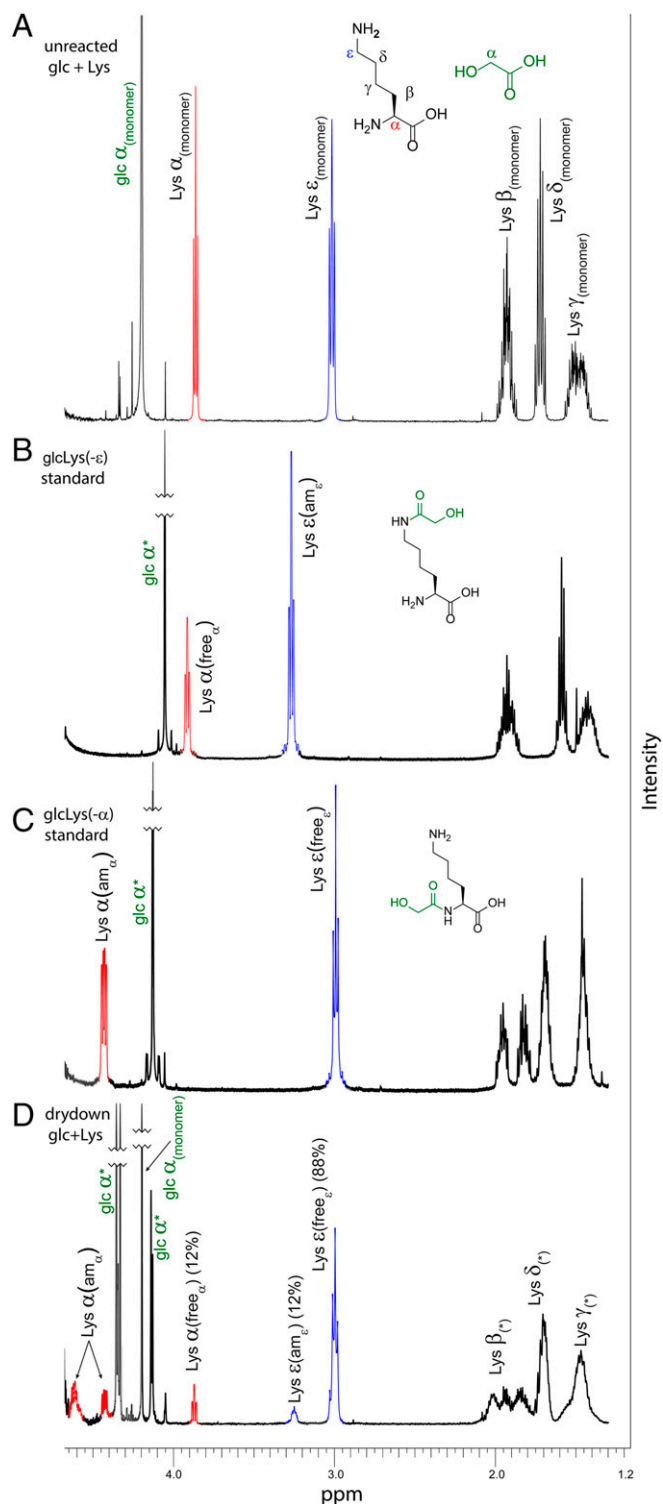 A
unreacted
glc + Lys
glc α(monomer)
Lys α(monomer)
Lys ε(monomer)
Lys β(monomer)
Lys δ(monomer)
Lys γ(monomer)
NH₂
ε
δ
γ
β
H₂N
α
OH
O
α
HO
OH
O
B
glcLys(-ε)
standard
glc α*
Lys α(freeα)
Lys ε(amε)
O
OH
HN
OH
H₂N
O
C
glcLys(-α)
standard
Lys α(amα)
glc α*
Lys ε(freeε)
NH₂
HO
O
OH
N
H
O
D
drydown
glc+Lys
Lys α(amα)
glc α*
glc α(monomer)
glc α*
Lys α(freeα) (12%)
Lys ε(amε) (12%)
Lys ε(freeε) (88%)
Lys β(*)
Lys δ(*)
Lys γ(*)
Intensity
4.0
3.0
2.0
1.2
ppm